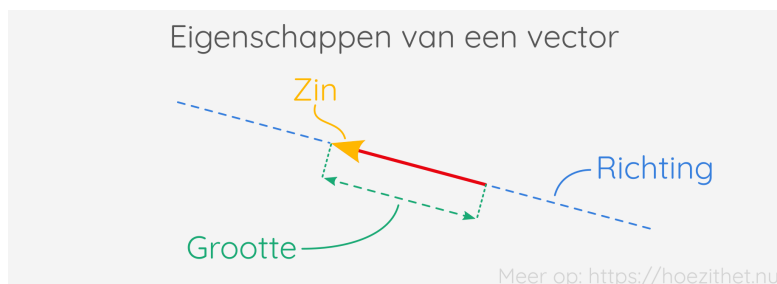 Eigenschappen van een vector
Zin
Richting
Grootte
Meer op: https://hoezithet.nu